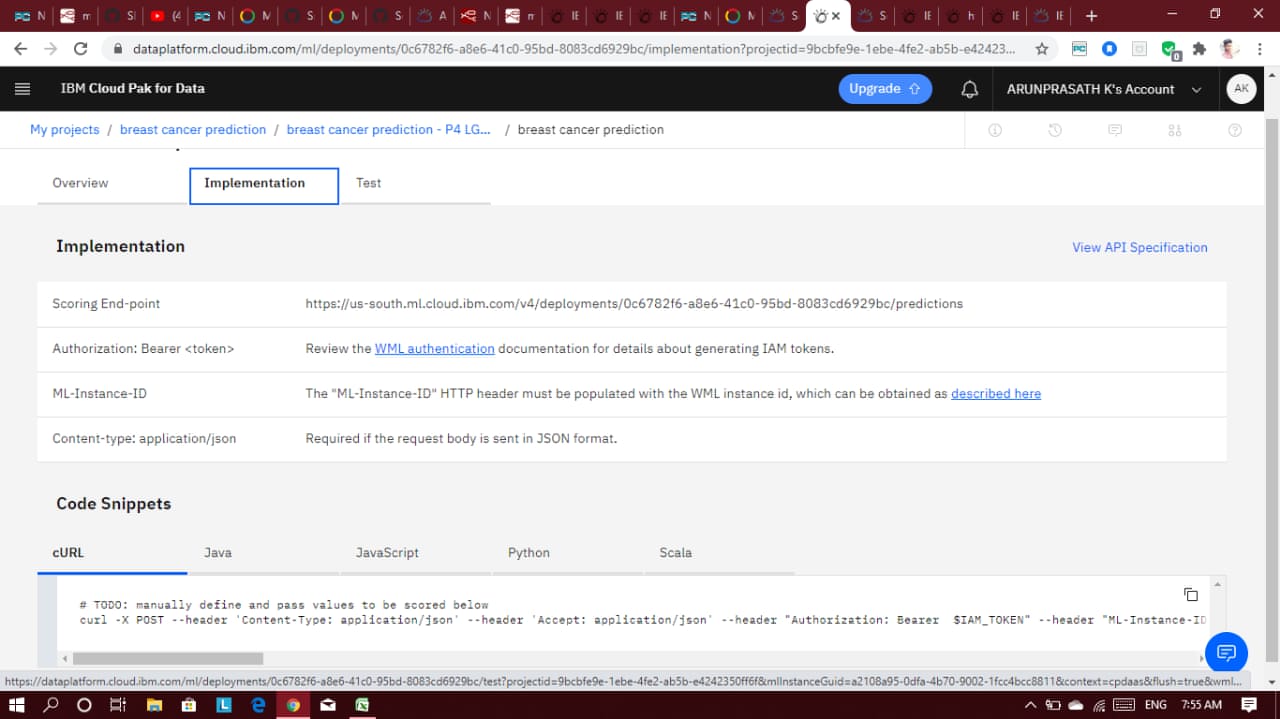 dataplatform.cloud.ibm.com/ml/deployments/0c6782f6-a8e6-41c0-95bd-8083cd6929bc/implementation?projectid=9bcbfe9e-1ebe-4fe2-ab5b-e42423...
IBM Cloud Pak for Data
Upgrade
ARUNPRASATH K's Account
AK
My projects / breast cancer prediction / breast cancer prediction - P4 LG... / breast cancer prediction
Overview
Implementation
Test
Implementation
View API Specification
Scoring End-point
https://us-south.ml.cloud.ibm.com/v4/deployments/0c6782f6-a8e6-41c0-95bd-8083cd6929bc/predictions
Authorization: Bearer <token>
Review the WML authentication documentation for details about generating IAM tokens.
ML-Instance-ID
The "ML-Instance-ID" HTTP header must be populated with the WML instance id, which can be obtained as described here
Content-type: application/json
Required if the request body is sent in JSON format.
Code Snippets
cURL
Java
JavaScript
Python
Scala
# TODO: manually define and pass values to be scored below
curl -X POST --header 'Content-Type: application/json' --header 'Accept: application/json' --header "Authorization: Bearer  $IAM_TOKEN" --header "ML-Instance-ID
https://dataplatform.cloud.ibm.com/ml/deployments/0c6782f6-a8e6-41c0-95bd-8083cd6929bc/test?projectid=9bcbfe9e-1ebe-4fe2-ab5b-e4242350ff6f&mlInstanceGuid=a2108a95-0dfa-4b70-9002-1fcc4bcc8811&context=cpdaas&flush=true&wml...
ENG
7:55 AM